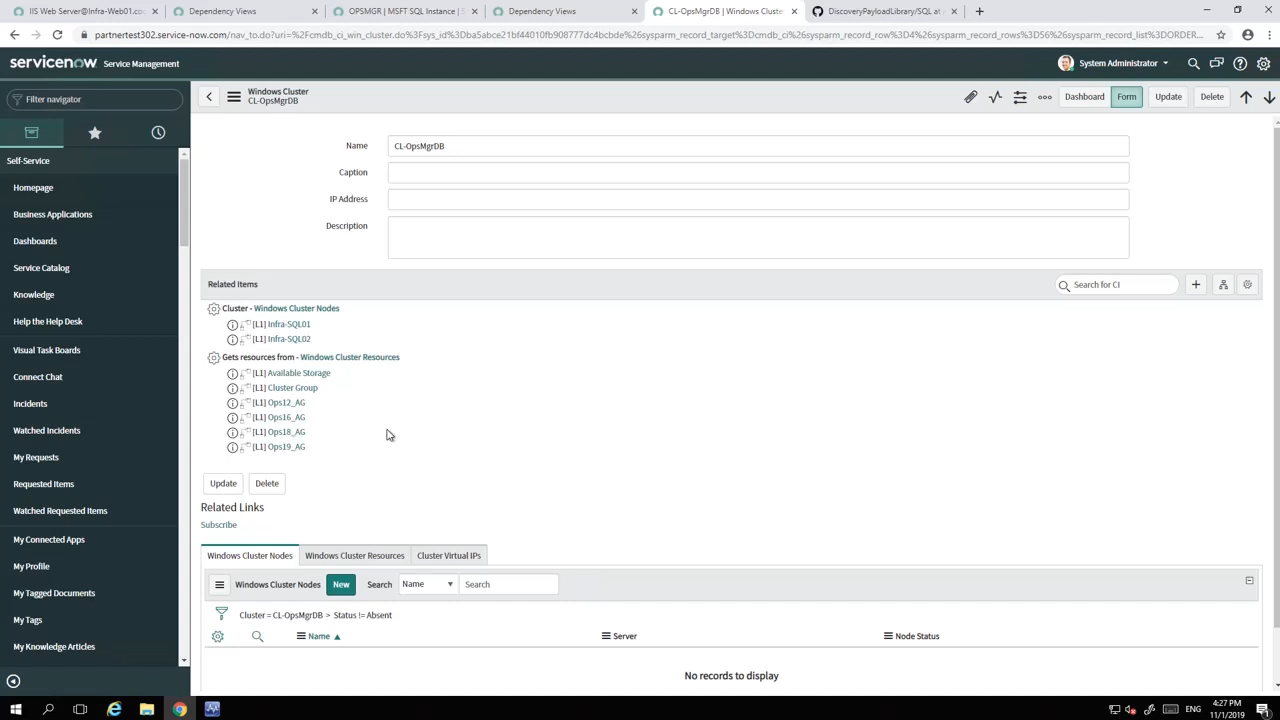 IIS Web Server@Infra-Web01.co
Dependency Views
OPSMGR | MSFT SQL Instance | S
Dependency Views
CL-OpsMgrDB | Windows Cluste
DiscoveryPayloadLibrary/SQL at
partnertest302.service-now.com/nav_to.do?uri=%2Fcmdb_ci_win_cluster.do%3Fsys_id%3Dba5abce21bf44010fb908777dc4bcbde%26sysparm_record_target%3Dcmdb_ci%26sysparm_record_row%3D4%26sysparm_record_rows%3D56%26sysparm_record_list%3DORDER...
servicenow Service Management
System Administrator
Filter navigator
Windows Cluster
CL-OpsMgrDB
Dashboard Form Update Delete
Self-Service
Homepage
Business Applications
Dashboards
Service Catalog
Knowledge
Help the Help Desk
Visual Task Boards
Connect Chat
Incidents
Watched Incidents
My Requests
Requested Items
Watched Requested Items
My Connected Apps
My Profile
My Tagged Documents
My Tags
My Knowledge Articles
Name CL-OpsMgrDB
Caption
IP Address
Description
Related Items Search for CI
Cluster - Windows Cluster Nodes
[L1] Infra-SQL01
[L1] Infra-SQL02
Gets resources from - Windows Cluster Resources
[L1] Available Storage
[L1] Cluster Group
[L1] Ops12_AG
[L1] Ops16_AG
[L1] Ops18_AG
[L1] Ops19_AG
Update Delete
Related Links
Subscribe
Windows Cluster Nodes Windows Cluster Resources Cluster Virtual IPs
Windows Cluster Nodes New Search Name Search
Cluster = CL-OpsMgrDB > Status != Absent
Name Server Node Status
No records to display
ENG
4:27 PM
11/1/2019